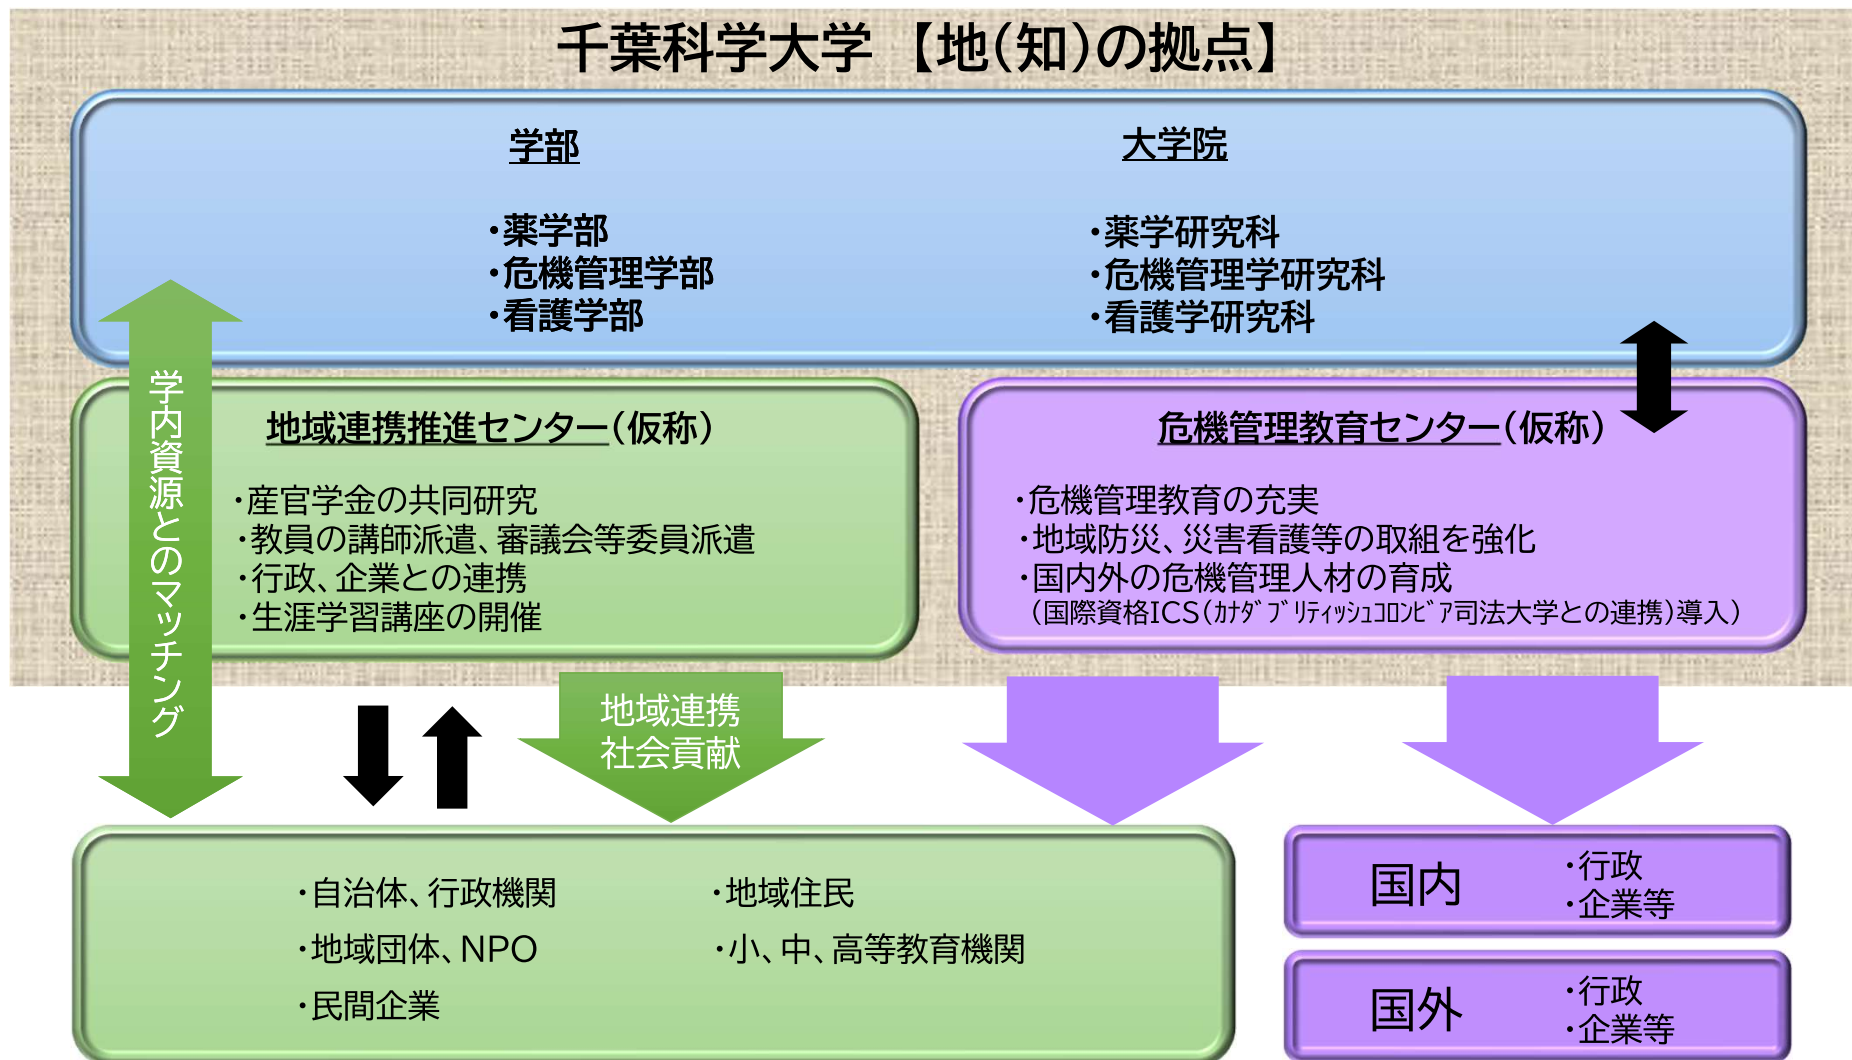 千葉科学大学【地(知)の拠点】
学部
・薬学部
・危機管理学部
・看護学部
大学院
・薬学研究科
・危機管理学研究科
・看護学研究科
学内資源とのマッチング
地域連携推進センター(仮称)
・産官学金の共同研究
・教員の講師派遣、審議会等委員派遣
・行政、企業との連携
・生涯学習講座の開催
危機管理教育センター(仮称)
・危機管理教育の充実
・地域防災、災害看護等の取組を強化
・国内外の危機管理人材の育成
(国際資格ICS(ｶﾅﾀﾞﾌﾞﾘﾃｨｯｼｭｺﾛﾝﾋﾞｱ司法大学との連携)導入)
地域連携
社会貢献
・自治体、行政機関
・地域団体、NPO
・民間企業
・地域住民
・小、中、高等教育機関
国内
・行政
・企業等
国外
・行政
・企業等